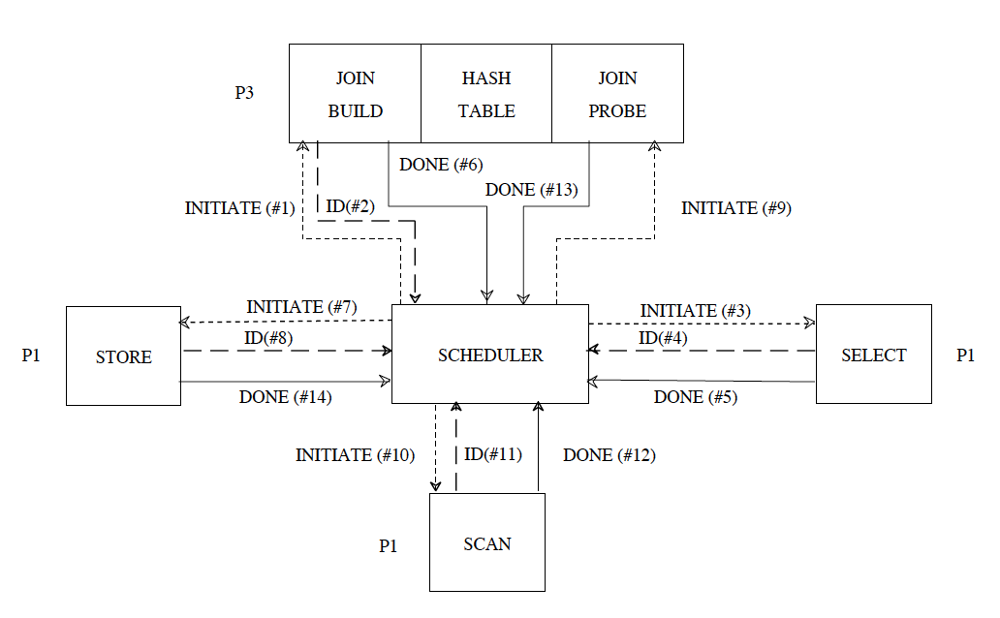 JOIN
BUILD
HASH
TABLE
JOIN
PROBE
P3
DONE (#6)
DONE (#13)
INITIATE (#1)
ID(#2)
INITIATE (#9)
INITIATE (#7)
ID(#8)
DONE (#14)
P1
STORE
SCHEDULER
INITIATE (#3)
ID(#4)
DONE (#5)
SELECT
P1
INITIATE (#10)
ID(#11)
DONE (#12)
P1
SCAN